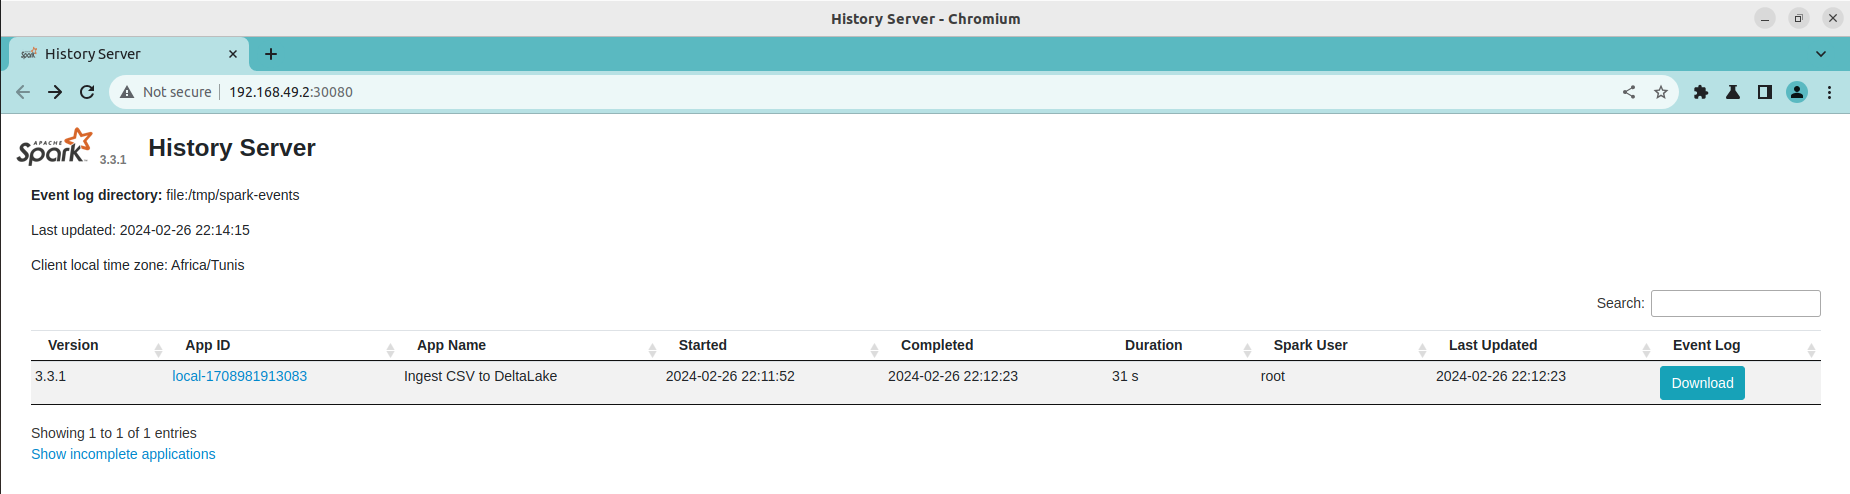 History Server - Chromium
History Server
Not secure 192.168.49.2:30080
APACHE
Spark 3.3.1 History Server
Event log directory: file:/tmp/spark-events
Last updated: 2024-02-26 22:14:15
Client local time zone: Africa/Tunis
Search:
Version App ID App Name Started Completed Duration Spark User Last Updated Event Log
3.3.1 local-1708981913083 Ingest CSV to DeltaLake 2024-02-26 22:11:52 2024-02-26 22:12:23 31 s root 2024-02-26 22:12:23 Download
Showing 1 to 1 of 1 entries
Show incomplete applications